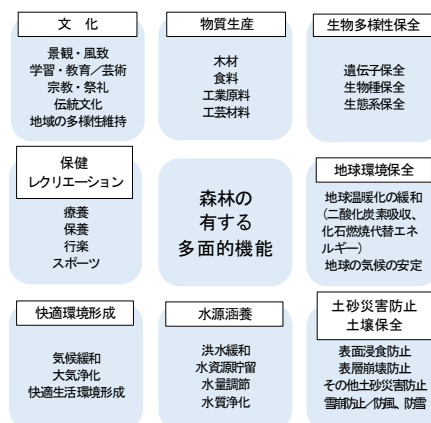 文 化
景観・風致
学習・教育／芸術
宗教・祭礼
伝統文化
地域の多様性維持
物質生産
木材
食料
工業原料
工芸材料
生物多様性保全
遺伝子保全
生物種保全
生態系保全
保健
レクリエーション
療養
保養
行楽
スポーツ
森林の
有する
多面的機能
地球環境保全
地球温暖化の緩和
(二酸化炭素吸収、
化石燃焼代替エネ
ルギー)
地球の気候の安定
快適環境形成
気候緩和
大気浄化
快適生活環境形成
水源涵養
洪水緩和
水資源貯留
水量調節
水質浄化
土砂災害防止
土壌保全
表面浸食防止
表層崩壊防止
その他土砂災害防止
雪崩防止／防風、防雪